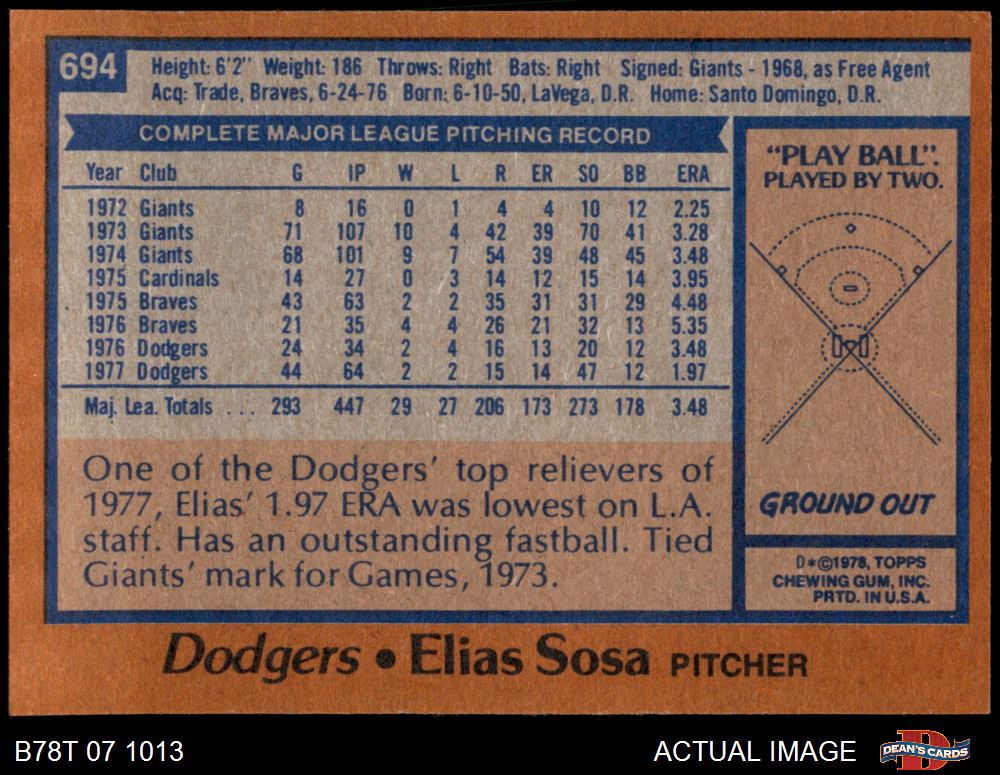 694
Height: 6'2" Weight: 186 Throws: Right Bats: Right Signed: Giants - 1968, as Free Agent
Acq: Trade, Braves, 6-24-76 Born: 6-10-50, LaVega, D.R. Home: Santo Domingo, D.R.
COMPLETE MAJOR LEAGUE PITCHING RECORD
Year Club G IP W L R ER SO BB ERA
1972 Giants 8 16 0 1 4 4 10 12 2.25
1973 Giants 71 107 10 4 42 39 70 41 3.28
1974 Giants 68 101 9 7 54 39 48 45 3.48
1975 Cardinals 14 27 0 3 14 12 15 14 3.95
1975 Braves 43 63 2 2 35 31 31 29 4.48
1976 Braves 21 35 4 4 26 21 32 13 5.35
1976 Dodgers 24 34 2 4 16 13 20 12 3.48
1977 Dodgers 44 64 2 2 15 14 47 12 1.97
Maj. Lea. Totals . . . 293 447 29 27 206 173 273 178 3.48
One of the Dodgers' top relievers of
1977, Elias' 1.97 ERA was lowest on L.A.
staff. Has an outstanding fastball. Tied
Giants' mark for Games, 1973.
"PLAY BALL".
PLAYED BY TWO.
GROUND OUT
D*©1978, TOPPS
CHEWING GUM, INC.
PRTD. IN U.S.A.
Dodgers • Elias Sosa PITCHER
B78T 07 1013
ACTUAL IMAGE
DEAN'S CARDS